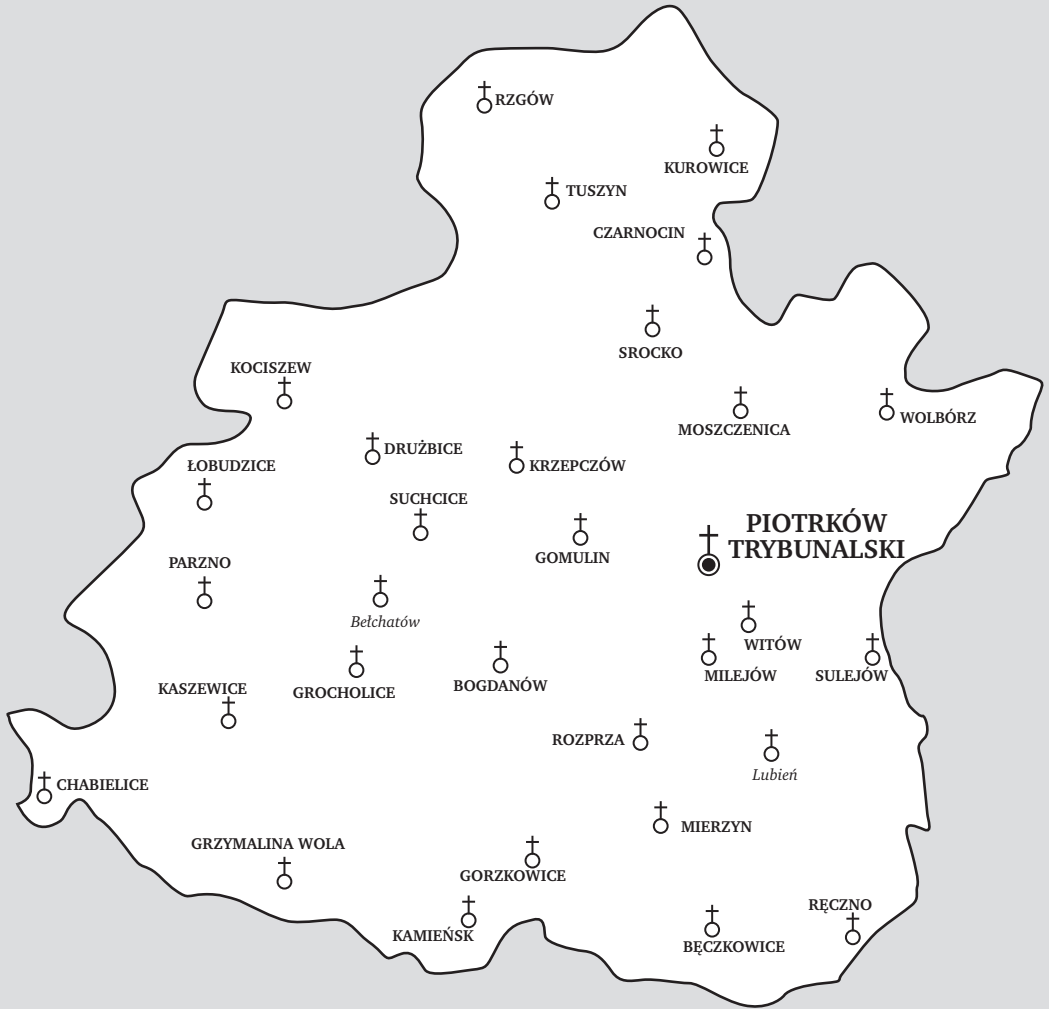 RZGÓW
KUROWICE
TUSZYN
CZARNOCIN
SROCKO
KOCISZEW
MOSZCZENICA
WOLBÓRZ
DRUŻBICE
KRZEPCZÓW
ŁOBUDZICE
SUCHCICE
PIOTRKÓW
TRYBUNALSKI
GOMULIN
PARZNO
Bełchatów
WITÓW
MILEJÓW
SULEJÓW
KASZEWICE
GROCHOLICE
BOGDANÓW
ROZPRZA
Lubień
CHABIELICE
MIERZYN
GRZYMALINA WOLA
GORZKOWICE
RĘCZNO
KAMIEŃSK
BĘCZKOWICE